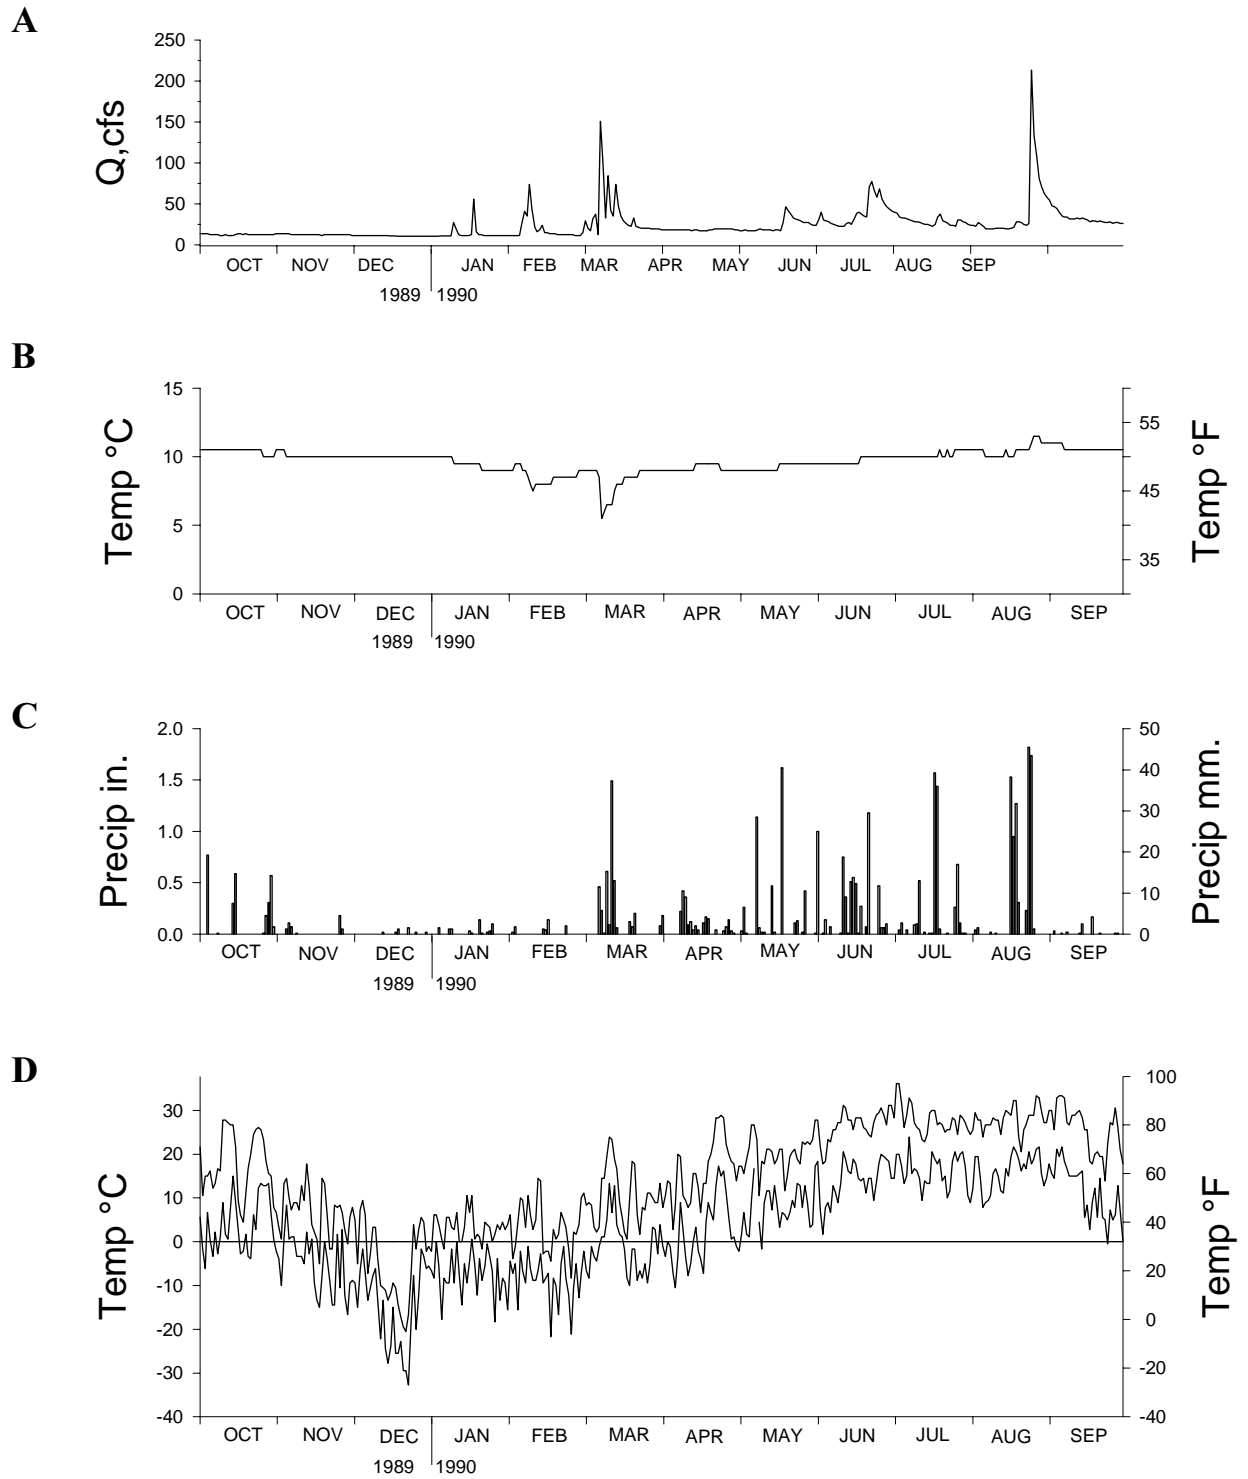 A
250
200
150
100
50
0
Q,cfs
OCT NOV DEC JAN FEB MAR APR MAY JUN JUL AUG SEP
1989 1990
B
15
10
5
0
Temp °C
55
45
35
Temp °F
OCT NOV DEC JAN FEB MAR APR MAY JUN JUL AUG SEP
1989 1990
C
2.0
1.5
1.0
0.5
0.0
Precip in.
50
40
30
20
10
0
Precip mm.
OCT NOV DEC JAN FEB MAR APR MAY JUN JUL AUG SEP
1989 1990
D
30
20
10
0
-10
-20
-30
-40
Temp °C
100
80
60
40
20
0
-20
-40
Temp °F
OCT NOV DEC JAN FEB MAR APR MAY JUN JUL AUG SEP
1989 1990